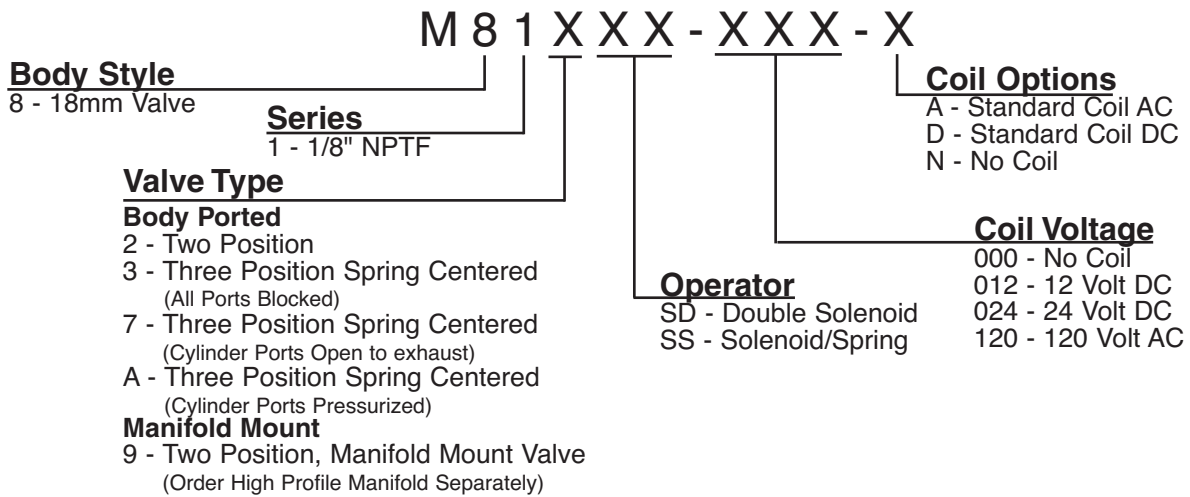 M 8 1 X X X - X X X - X
Body Style
8 - 18mm Valve
Series
1 - 1/8" NPTF
Valve Type
Body Ported
2 - Two Position
3 - Three Position Spring Centered
(All Ports Blocked)
7 - Three Position Spring Centered
(Cylinder Ports Open to exhaust)
A - Three Position Spring Centered
(Cylinder Ports Pressurized)
Manifold Mount
9 - Two Position, Manifold Mount Valve
(Order High Profile Manifold Separately)
Operator
SD - Double Solenoid
SS - Solenoid/Spring
Coil Voltage
000 - No Coil
012 - 12 Volt DC
024 - 24 Volt DC
120 - 120 Volt AC
Coil Options
A - Standard Coil AC
D - Standard Coil DC
N - No Coil